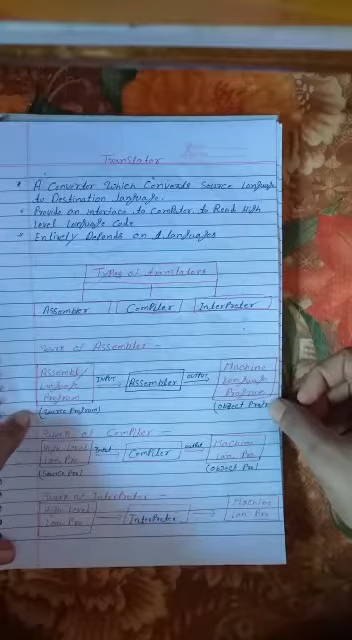 Translator
* A Convertor Which Converts Source Language
to Destination language.
* Provide an interface to Computer to Read High
level Language Code
* Entirely Depends on languages
Types of translators
Assembler Compiler Interpreter
Work of Assembler -
Assembly Language Program INPUT Assembler OUTPUT Machine Language Program
(Source Program) (Object Progr
Work of Compiler =
High Level Lan. Pro Input Compiler output Machine Lan. Pro
(Source Pro) (Object Pro)
Work of Interpreter -
High Level Lan. Pro Interpreter Machine Lan. Pro